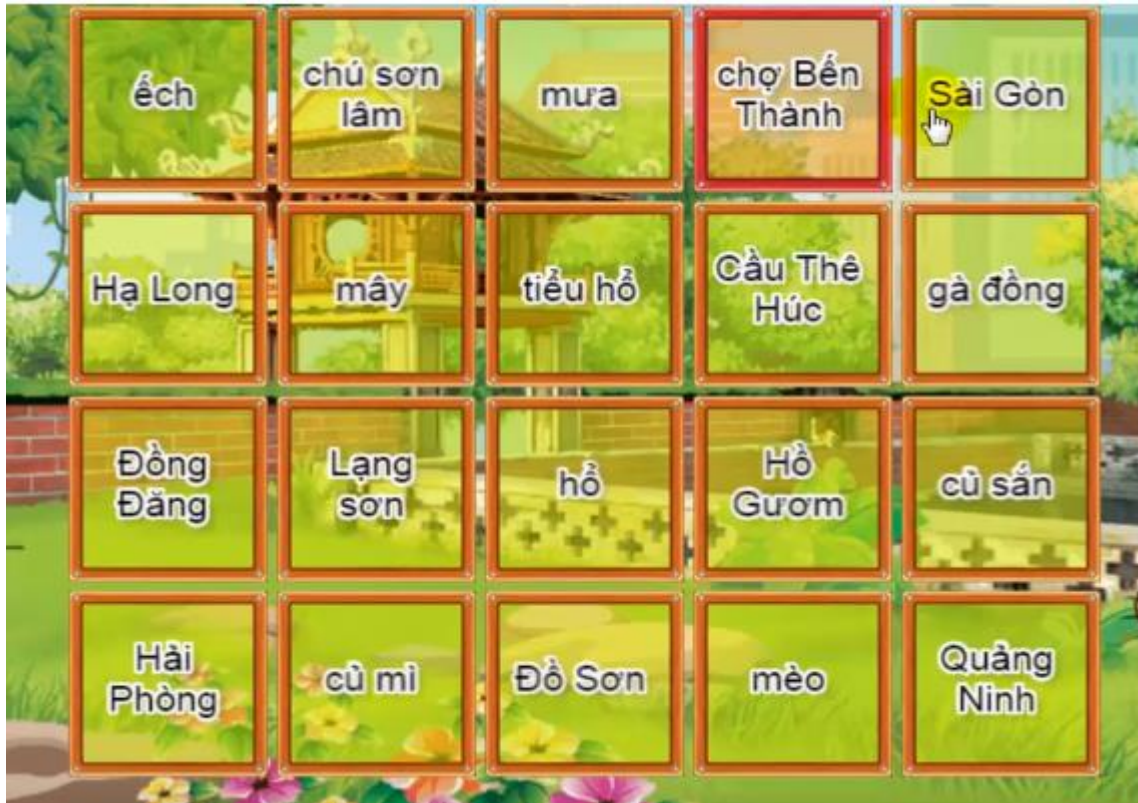 ếch
chú sơn
lâm
mưa
chợ Bến
Thành
Sài Gòn
Hạ Long
mây
tiểu hổ
Cầu Thê
Húc
gà đồng
Đồng
Đăng
Lạng
sơn
hổ
Hồ
Gươm
củ sắn
Hải
Phòng
củ mì
Đồ Sơn
mèo
Quảng
Ninh